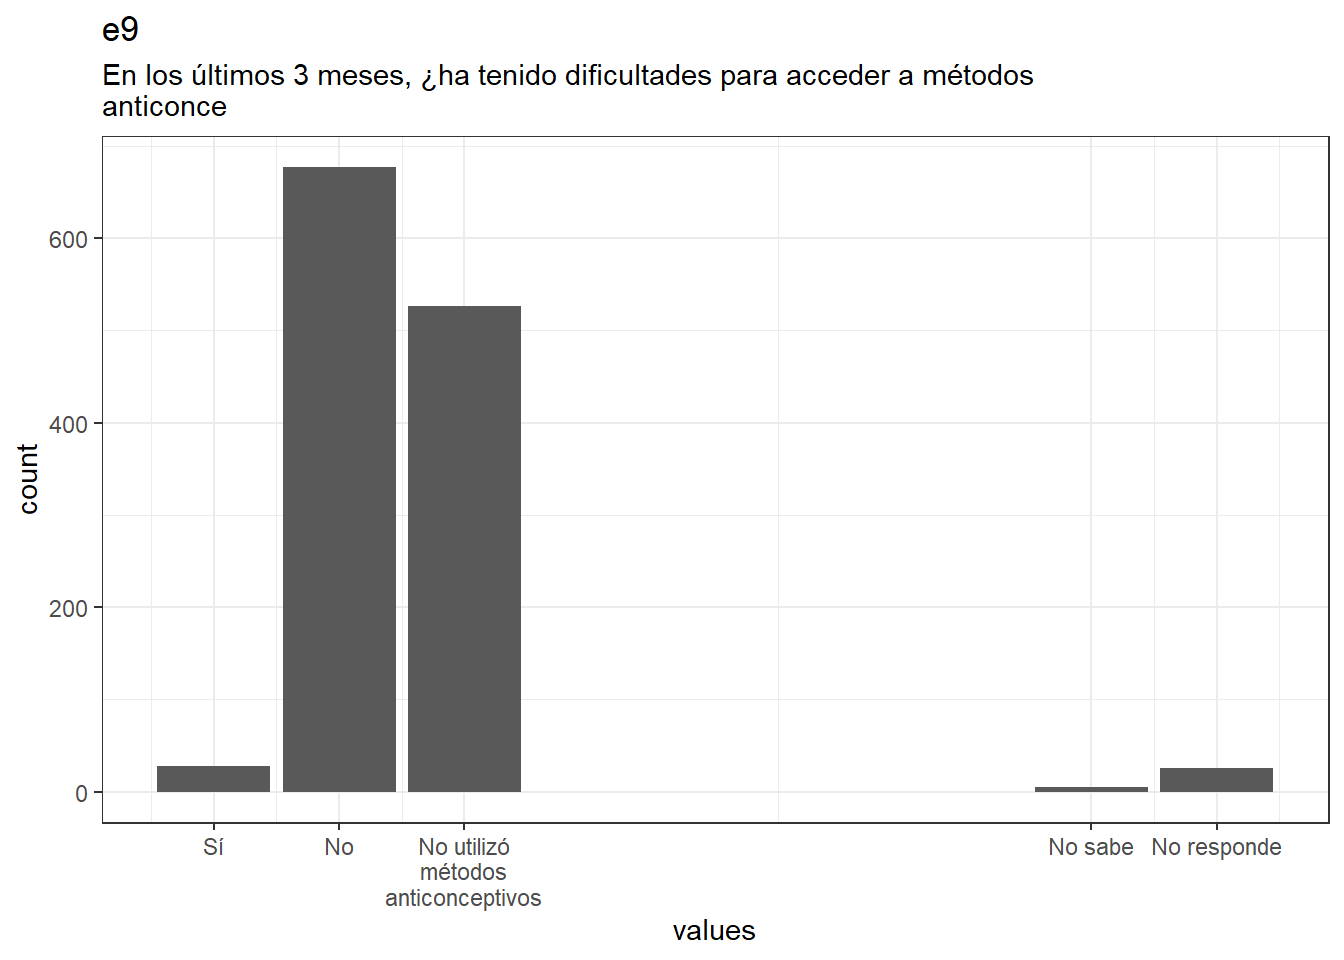 e9
En los últimos 3 meses, ¿ha tenido dificultades para acceder a métodos
anticonce
count
600
400
200
0
Sí
No
No utilizó
métodos
anticonceptivos
No sabe
No responde
values